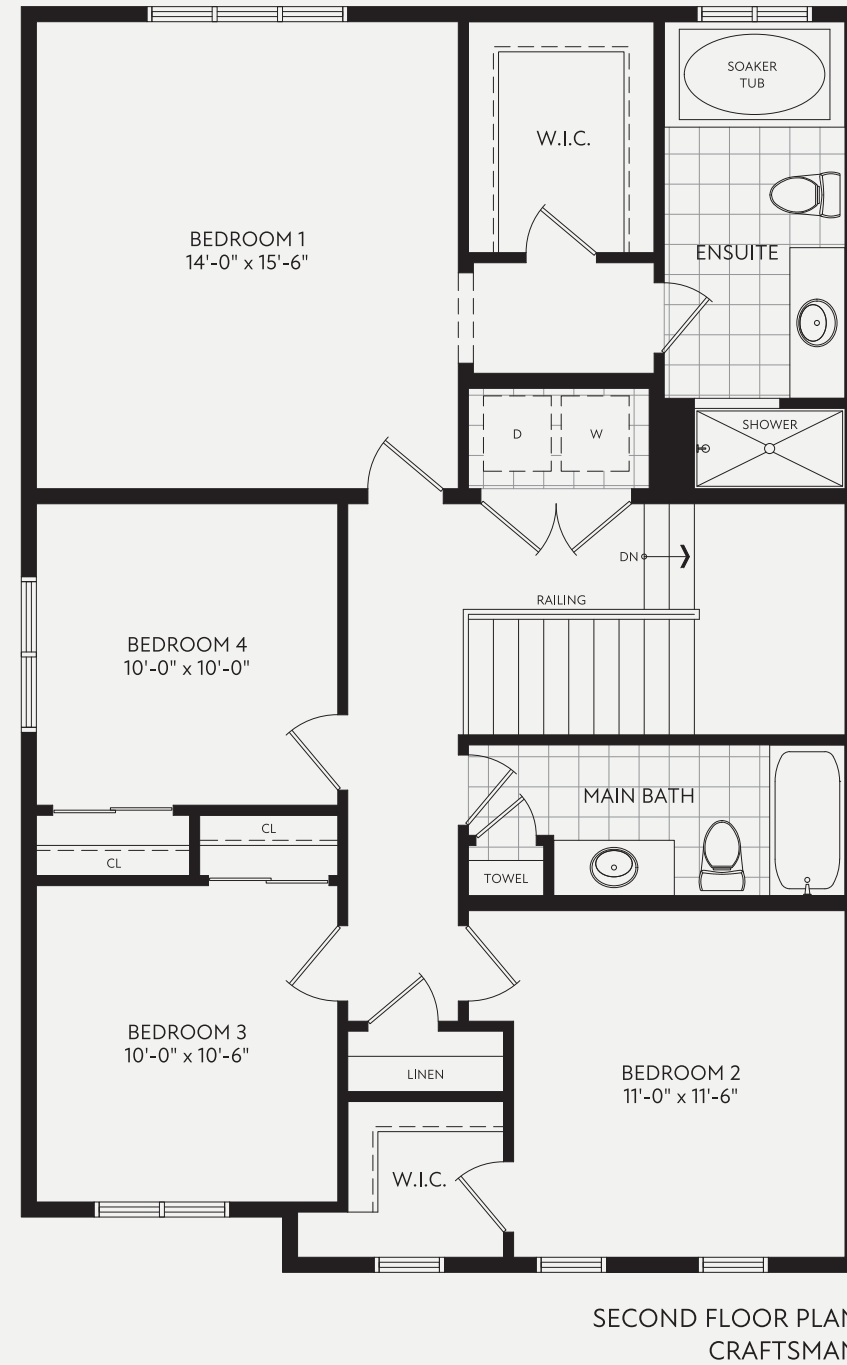 SOAKER
TUB
W.I.C.
BEDROOM 1
14'-0" x 15'-6"
ENSUITE
D
W
SHOWER
DN
RAILING
BEDROOM 4
10'-0" x 10'-0"
MAIN BATH
CL
CL
TOWEL
BEDROOM 3
10'-0" x 10'-6"
LINEN
BEDROOM 2
11'-0" x 11'-6"
W.I.C.
SECOND FLOOR PLAN
CRAFTSMAN